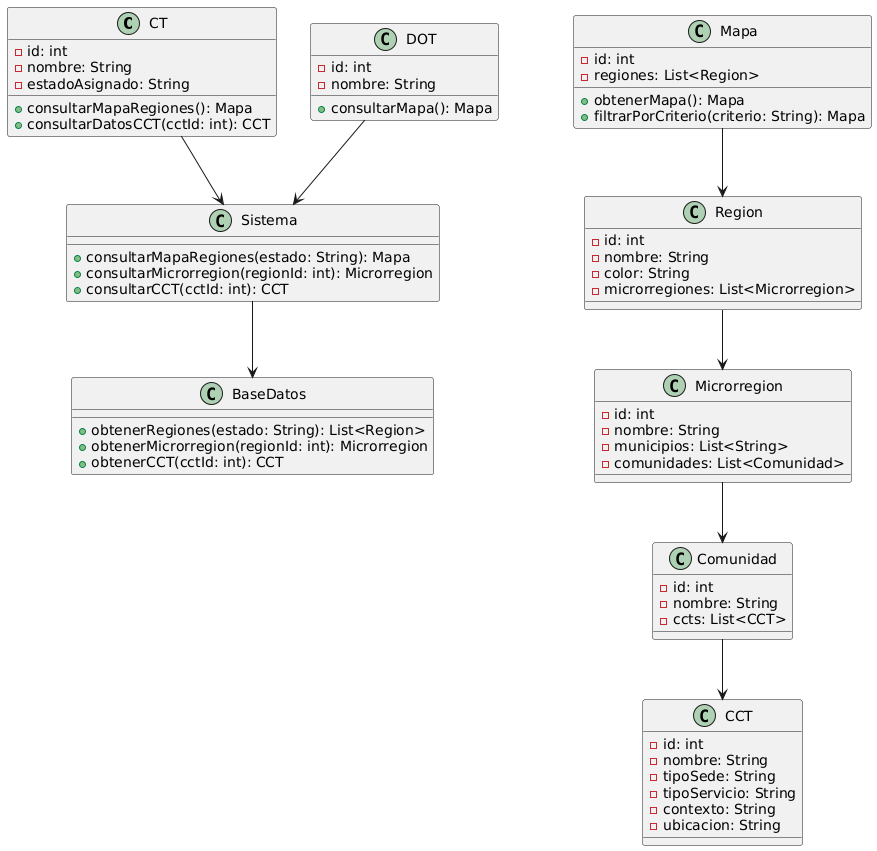 C CT
id: int
nombre: String
estadoAsignado: String
consultarMapaRegiones(): Mapa
consultarDatosCCT(cctId: int): CCT
C DOT
id: int
nombre: String
consultarMapa(): Mapa
C Sistema
consultarMapaRegiones(estado: String): Mapa
consultarMicrorregion(regionId: int): Microrregion
consultarCCT(cctId: int): CCT
C BaseDatos
obtenerRegiones(estado: String): List<Region>
obtenerMicrorregion(regionId: int): Microrregion
obtenerCCT(cctId: int): CCT
C Mapa
id: int
regiones: List<Region>
obtenerMapa(): Mapa
filtrarPorCriterio(criterio: String): Mapa
C Region
id: int
nombre: String
color: String
microrregiones: List<Microrregion>
C Microrregion
id: int
nombre: String
municipios: List<String>
comunidades: List<Comunidad>
C Comunidad
id: int
nombre: String
ccts: List<CCT>
C CCT
id: int
nombre: String
tipoSede: String
tipoServicio: String
contexto: String
ubicacion: String